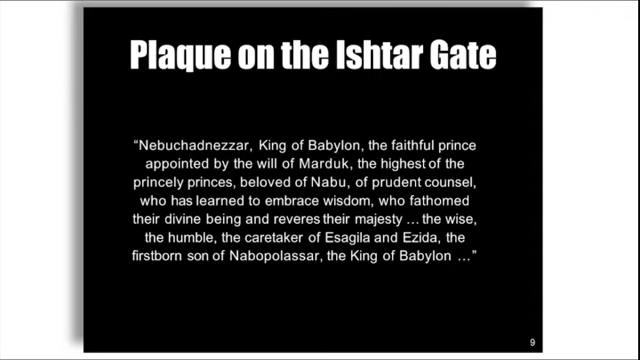 Plaque on the Ishtar Gate
“Nebuchadnezzar, King of Babylon, the faithful prince
appointed by the will of Marduk, the highest of the
princely princes, beloved of Nabu, of prudent counsel,
who has learned to embrace wisdom, who fathomed
their divine being and reveres their majesty … the wise,
the humble, the caretaker of Esagila and Ezida, the
firstborn son of Nabopolassar, the King of Babylon …”
9